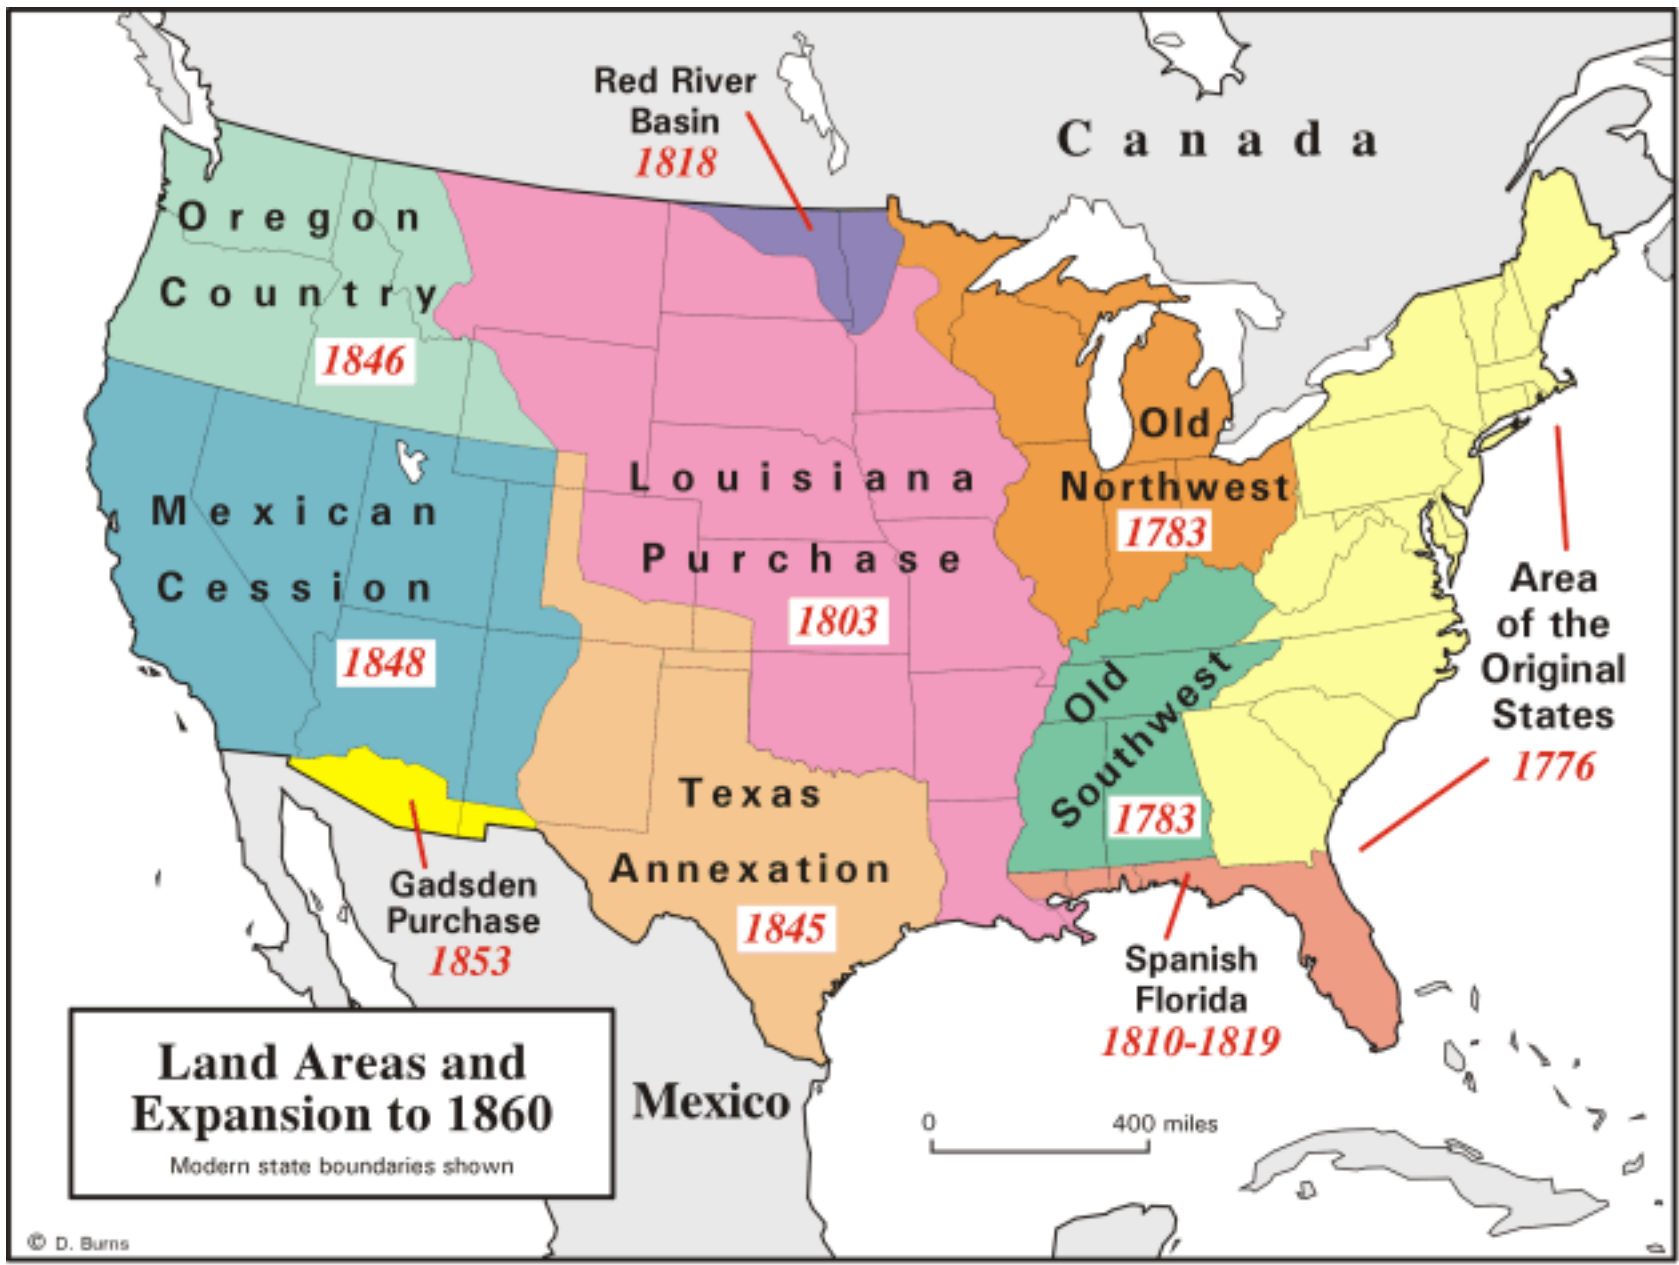 Red River
Basin
1818
Canada
Oregon
Country
1846
Mexican
Cession
1848
Louisiana
Purchase
1803
Old
Northwest
1783
Old
Southwest
1783
Area
of the
Original
States
1776
Texas
Annexation
1845
Gadsden
Purchase
1853
Spanish
Florida
1810-1819
Mexico
0 400 miles
Land Areas and
Expansion to 1860
Modern state boundaries shown
© D. Burns